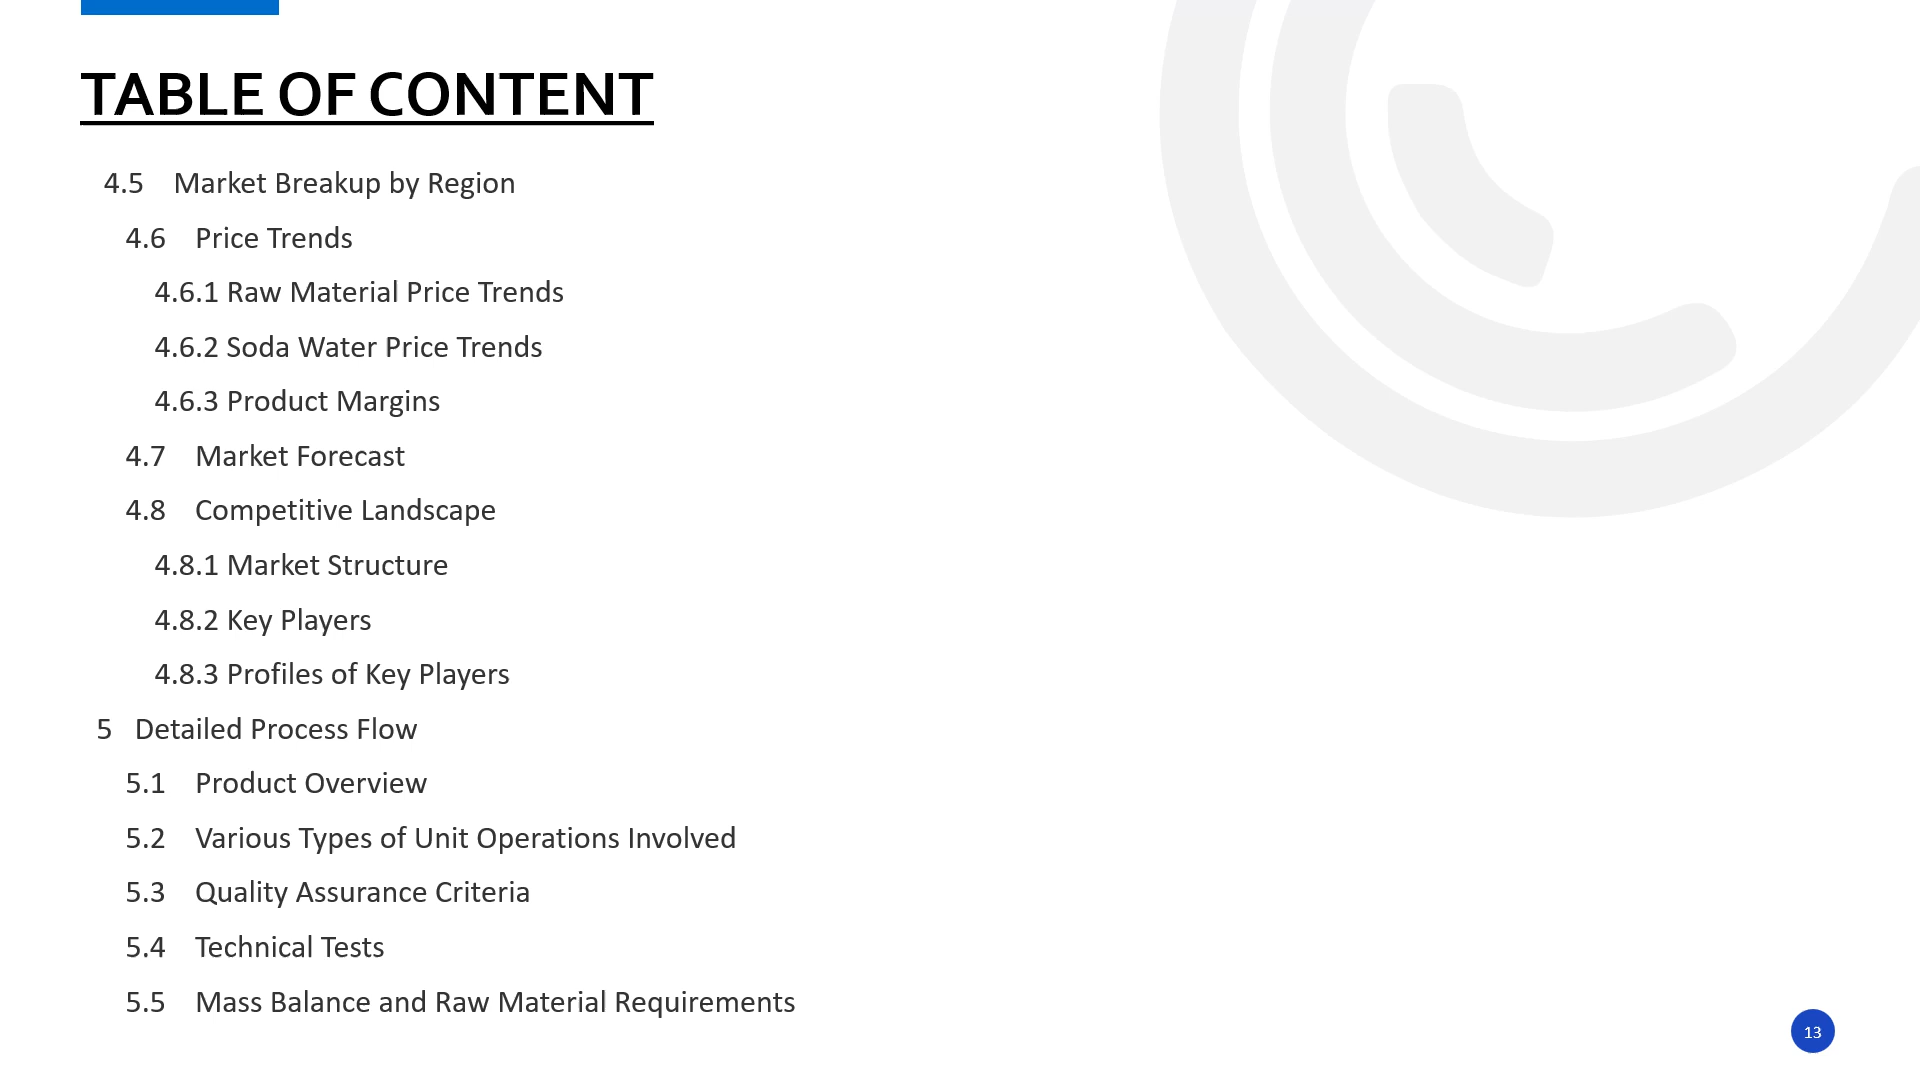 TABLE OF CONTENT
4.5 Market Breakup by Region
4.6 Price Trends
4.6.1 Raw Material Price Trends
4.6.2 Soda Water Price Trends
4.6.3 Product Margins
4.7 Market Forecast
4.8 Competitive Landscape
4.8.1 Market Structure
4.8.2 Key Players
4.8.3 Profiles of Key Players
5 Detailed Process Flow
5.1 Product Overview
5.2 Various Types of Unit Operations Involved
5.3 Quality Assurance Criteria
5.4 Technical Tests
5.5 Mass Balance and Raw Material Requirements
13